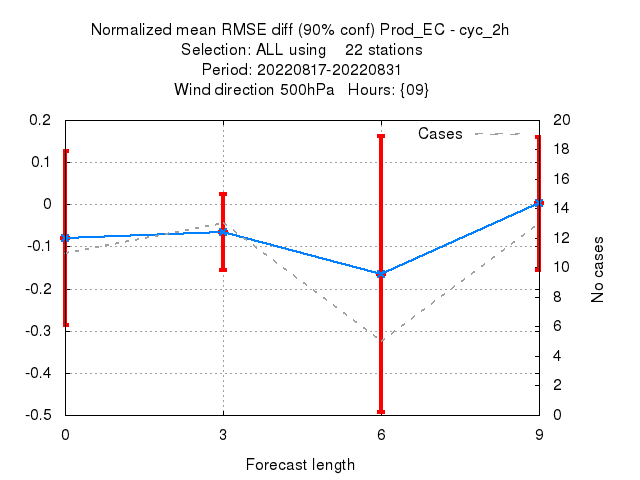 Normalized mean RMSE diff (90% conf) Prod_EC - cyc_2h
Selection: ALL using    22 stations
Period: 20220817-20220831
Wind direction 500hPa   Hours: {09}
Cases
0.2
0.1
0
-0.1
-0.2
-0.3
-0.4
-0.5
20
18
16
14
12
10
8
6
4
2
0
No cases
0 3 6 9
Forecast length